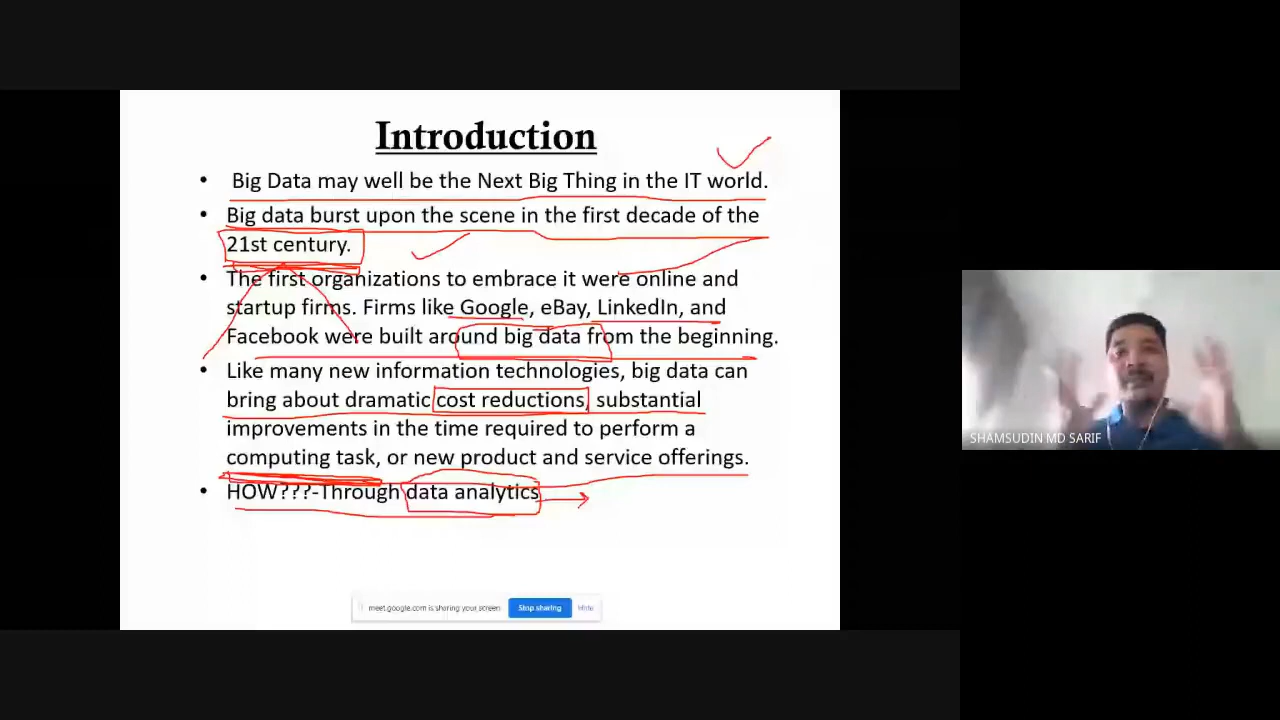 Introduction
• Big Data may well be the Next Big Thing in the IT world.
• Big data burst upon the scene in the first decade of the
21st century.
• The first organizations to embrace it were online and
startup firms. Firms like Google, eBay, LinkedIn, and
Facebook were built around big data from the beginning.
• Like many new information technologies, big data can
bring about dramatic cost reductions, substantial
improvements in the time required to perform a
computing task, or new product and service offerings.
• HOW???-Through data analytics
meet.google.com is sharing your screen Stop sharing Hide
SHAMSUDIN MD SARIF